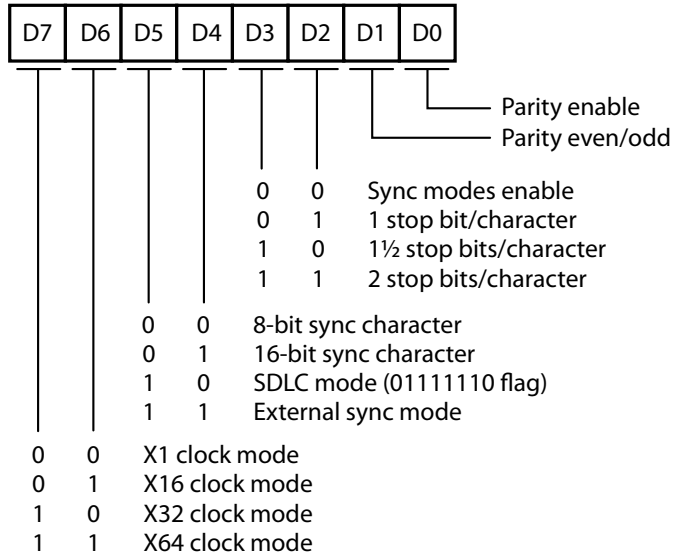 D7 D6 D5 D4 D3 D2 D1 D0
Parity enable
Parity even/odd
0 0 Sync modes enable
0 1 1 stop bit/character
1 0 1½ stop bits/character
1 1 2 stop bits/character
0 0 8-bit sync character
0 1 16-bit sync character
1 0 SDLC mode (01111110 flag)
1 1 External sync mode
0 0 X1 clock mode
0 1 X16 clock mode
1 0 X32 clock mode
1 1 X64 clock mode